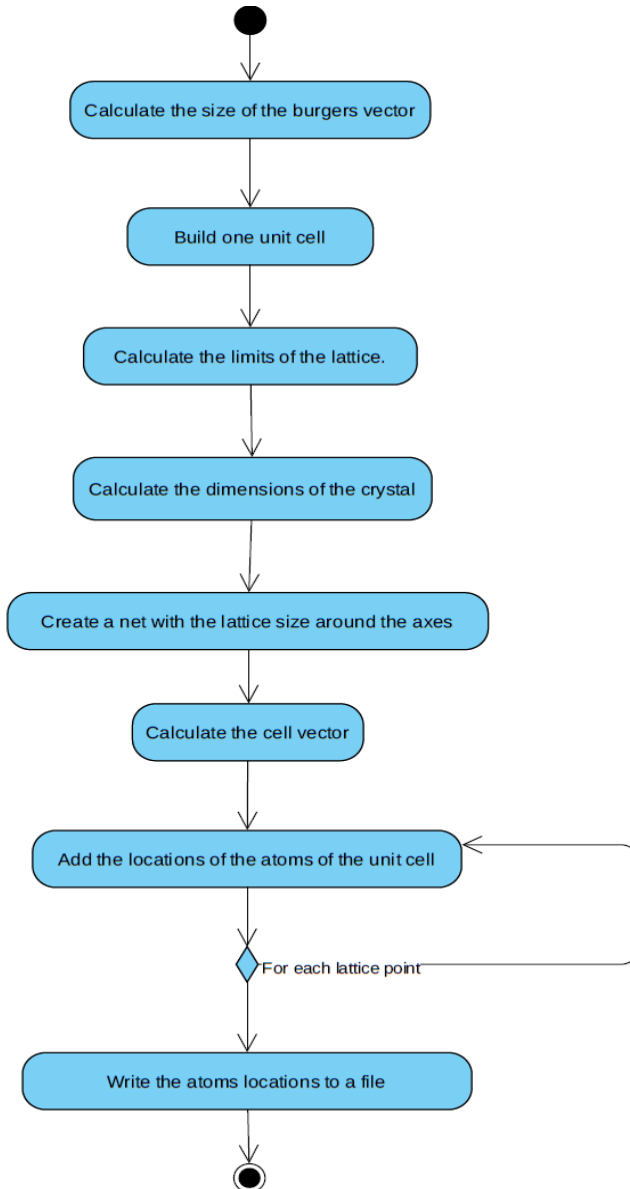 Calculate the size of the burgers vector
Build one unit cell
Calculate the limits of the lattice.
Calculate the dimensions of the crystal
Create a net with the lattice size around the axes
Calculate the cell vector
Add the locations of the atoms of the unit cell
For each lattice point
Write the atoms locations to a file